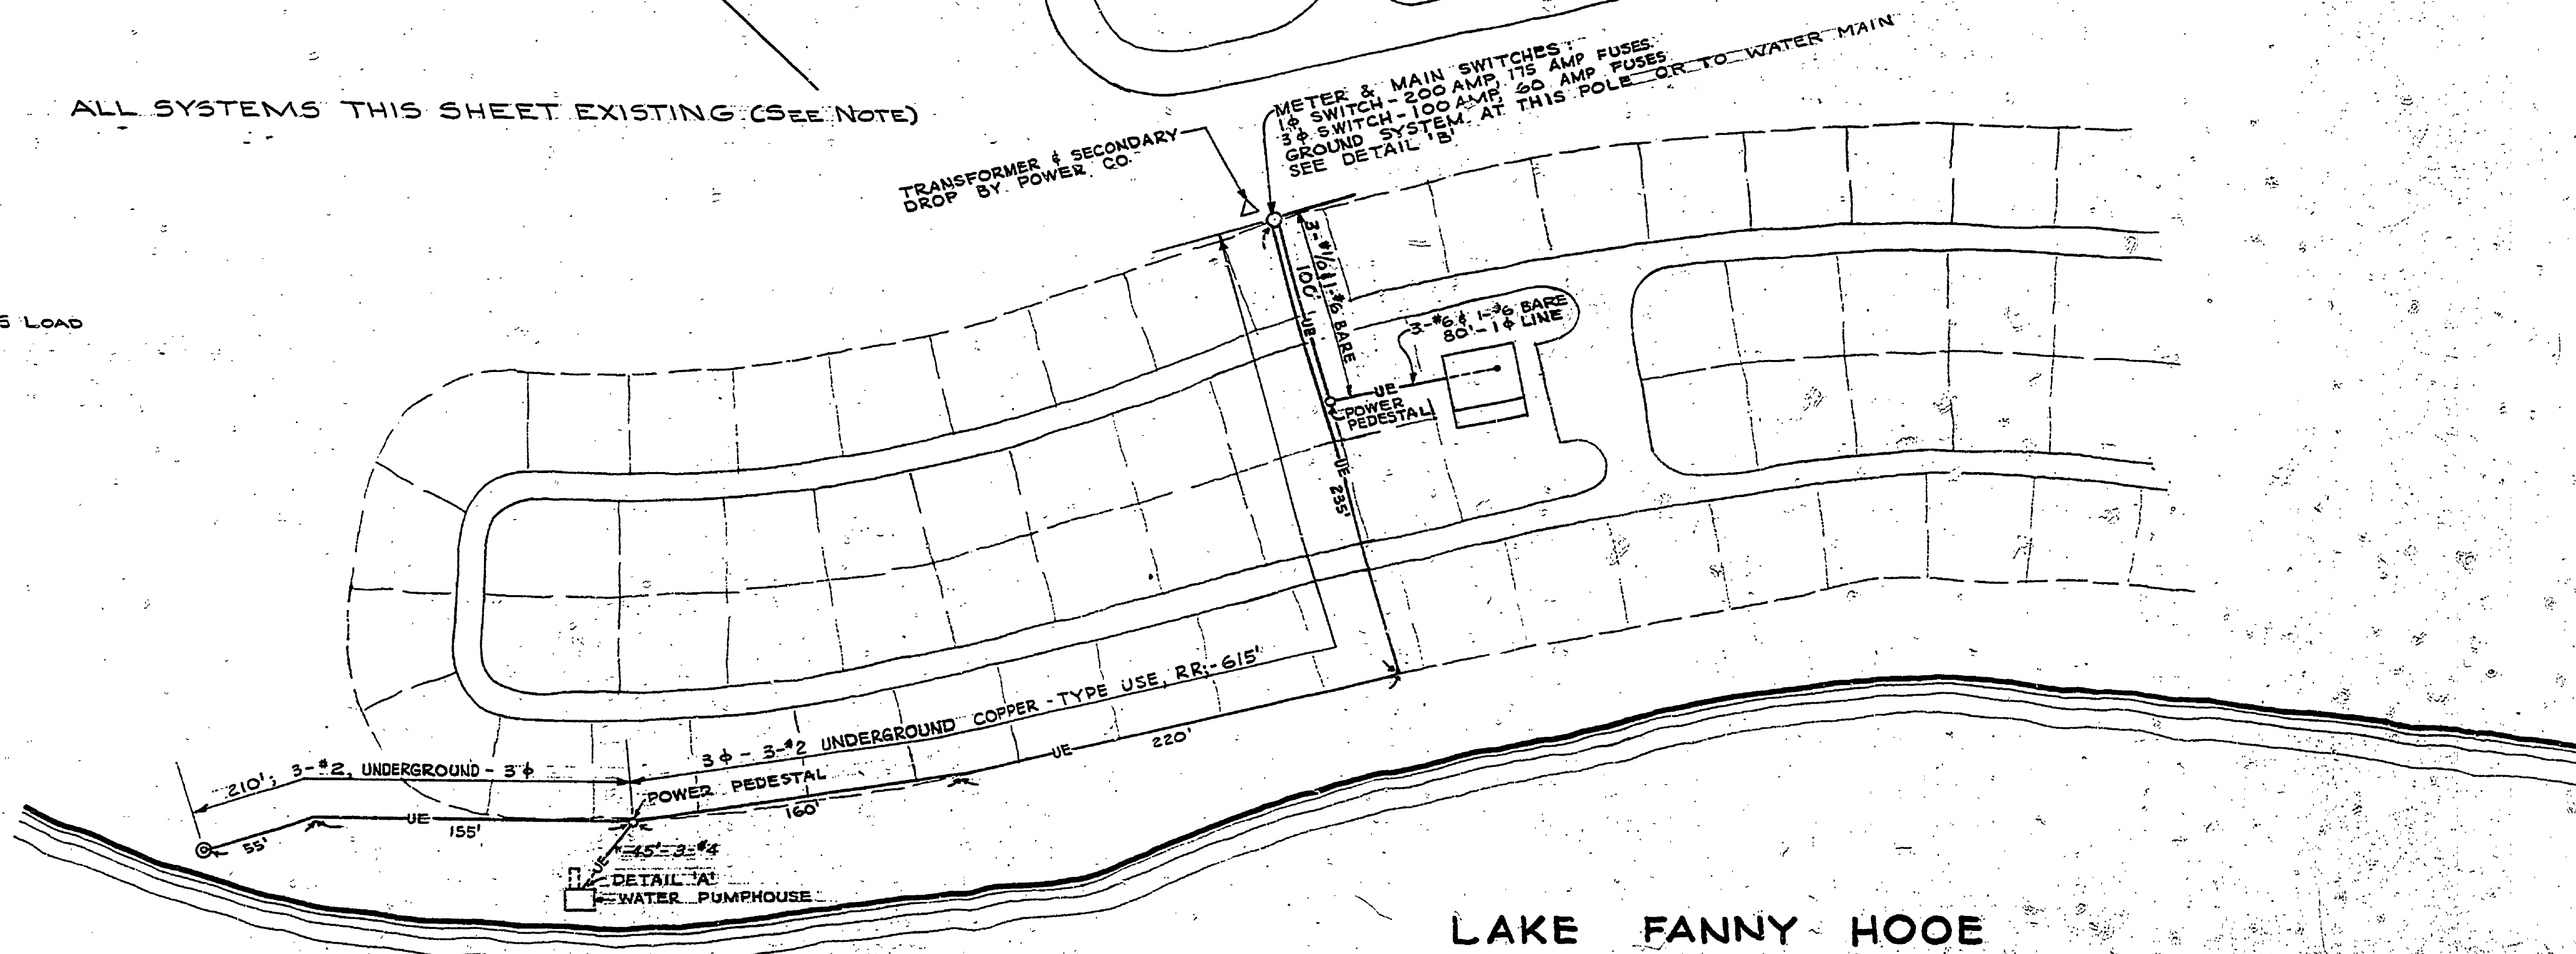 ALL SYSTEMS THIS SHEET EXISTING (SEE NOTE)
METER & MAIN SWITCHES:
1φ SWITCH - 200 AMP, 175 AMP FUSES.
3φ SWITCH - 100 AMP, 60 AMP FUSES
GROUND SYSTEM AT THIS POLE OR TO WATER MAIN
SEE DETAIL 'B'
TRANSFORMER & SECONDARY
DROP BY POWER CO.
S LOAD
3-#1/0 & 1-#6 BARE
100'
UE
3-#6 & 1-#6 BARE
80' - 1φ LINE
UE
POWER
PEDESTAL
UE
235'
3φ - 3-#2 UNDERGROUND COPPER - TYPE USE, RR, - 615'
UE
220'
210'; 3-#2, UNDERGROUND - 3φ
POWER PEDESTAL
160'
UE
155'
55'
UE
45' 3-#4
DETAIL 'A'
WATER PUMPHOUSE
LAKE FANNY HOOE